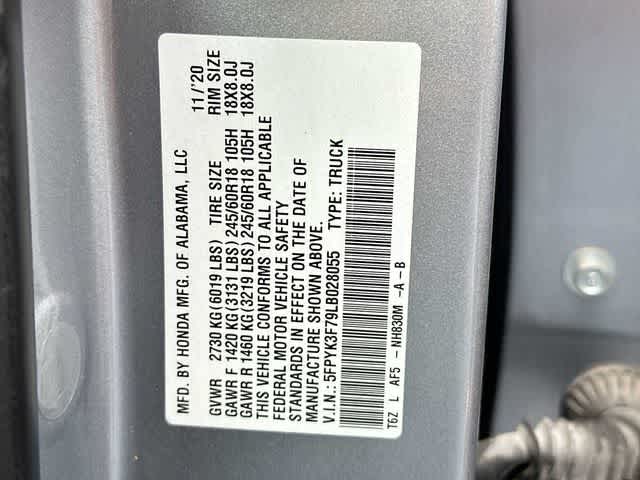 MFD. BY HONDA MFG. OF ALABAMA, LLC 11/'20
GVWR 2730 KG (6019 LBS) TIRE SIZE RIM SIZE
GAWR F 1420 KG (3131 LBS) 245/60R18 105H 18X8.0J
GAWR R 1460 KG (3219 LBS) 245/60R18 105H 18X8.0J
THIS VEHICLE CONFORMS TO ALL APPLICABLE
FEDERAL MOTOR VEHICLE SAFETY
STANDARDS IN EFFECT ON THE DATE OF
MANUFACTURE SHOWN ABOVE.
V.I.N.: 5FPYK3F79LB028055 TYPE: TRUCK
T6Z L AF5 -NH830M -A -B